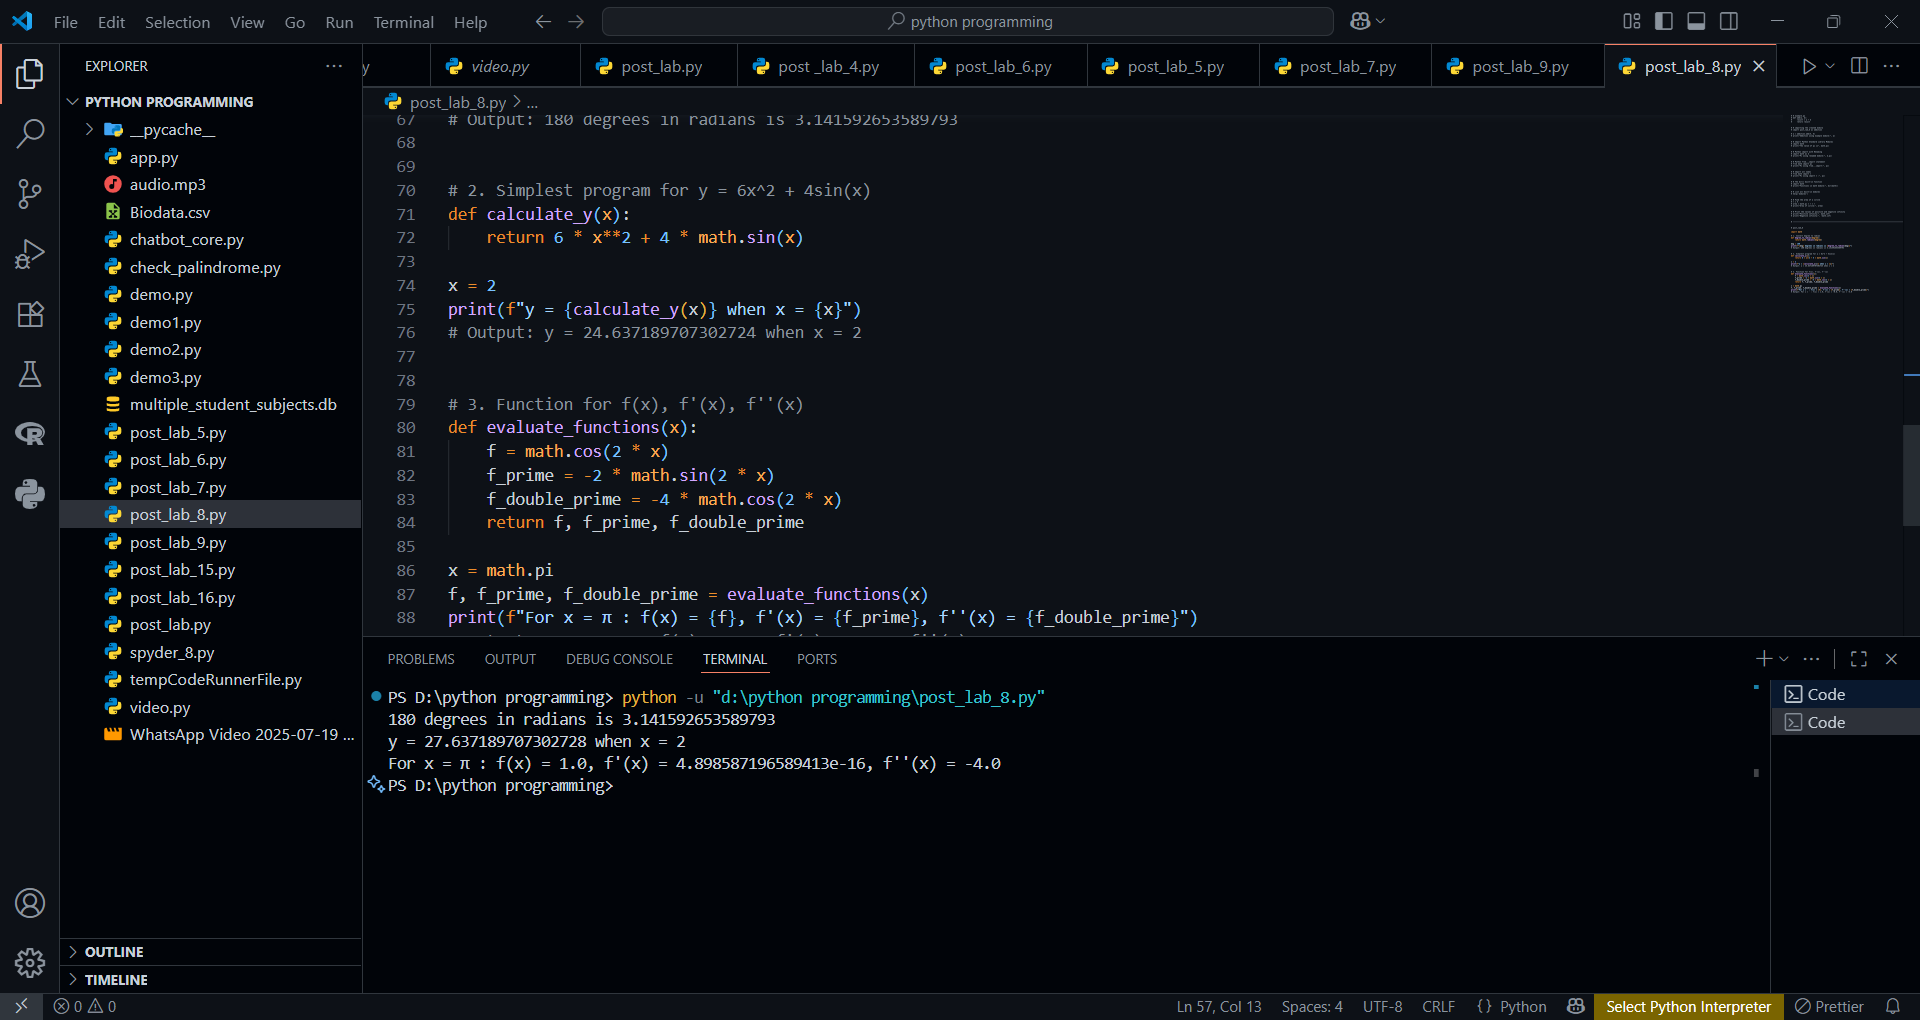 File Edit Selection View Go Run Terminal Help
python programming
EXPLORER
PYTHON PROGRAMMING
__pycache__
app.py
audio.mp3
Biodata.csv
chatbot_core.py
check_palindrome.py
demo.py
demo1.py
demo2.py
demo3.py
multiple_student_subjects.db
post_lab_5.py
post_lab_6.py
post_lab_7.py
post_lab_8.py
post_lab_9.py
post_lab_15.py
post_lab_16.py
post_lab.py
spyder_8.py
tempCodeRunnerFile.py
video.py
WhatsApp Video 2025-07-19 ...
OUTLINE
TIMELINE
y video.py post_lab.py post _lab_4.py post_lab_6.py post_lab_5.py post_lab_7.py post_lab_9.py post_lab_8.py
post_lab_8.py > ...
67 # Output: 180 degrees in radians is 3.141592653589793
68
69
70 # 2. Simplest program for y = 6x^2 + 4sin(x)
71 def calculate_y(x):
72     return 6 * x**2 + 4 * math.sin(x)
73
74 x = 2
75 print(f"y = {calculate_y(x)} when x = {x}")
76 # Output: y = 24.637189707302724 when x = 2
77
78
79 # 3. Function for f(x), f'(x), f''(x)
80 def evaluate_functions(x):
81     f = math.cos(2 * x)
82     f_prime = -2 * math.sin(2 * x)
83     f_double_prime = -4 * math.cos(2 * x)
84     return f, f_prime, f_double_prime
85
86 x = math.pi
87 f, f_prime, f_double_prime = evaluate_functions(x)
88 print(f"For x = π : f(x) = {f}, f'(x) = {f_prime}, f''(x) = {f_double_prime}")
PROBLEMS OUTPUT DEBUG CONSOLE TERMINAL PORTS
PS D:\python programming> python -u "d:\python programming\post_lab_8.py"
180 degrees in radians is 3.141592653589793
y = 27.637189707302728 when x = 2
For x = π : f(x) = 1.0, f'(x) = 4.898587196589413e-16, f''(x) = -4.0
PS D:\python programming>
Code
Code
0 0
Ln 57, Col 13 Spaces: 4 UTF-8 CRLF {} Python Select Python Interpreter Prettier